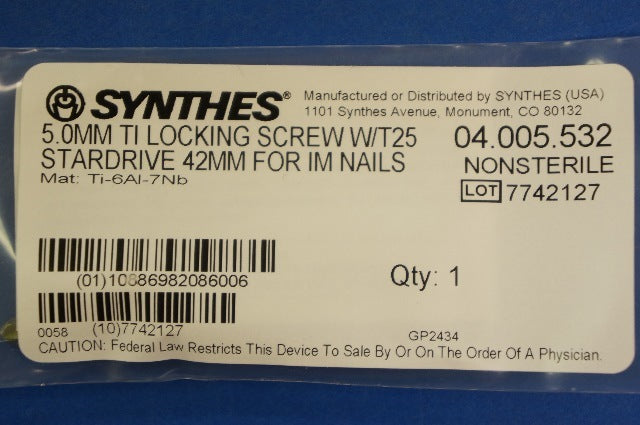 SYNTHES® Manufactured or Distributed by SYNTHES (USA)
1101 Synthes Avenue, Monument, CO 80132
5.0MM TI LOCKING SCREW W/T25 04.005.532
STARDRIVE 42MM FOR IM NAILS NONSTERILE
Mat: Ti-6Al-7Nb LOT 7742127
(01)10886982086006 Qty: 1
0058 (10)7742127 GP2434
CAUTION: Federal Law Restricts This Device To Sale By Or On The Order Of A Physician.